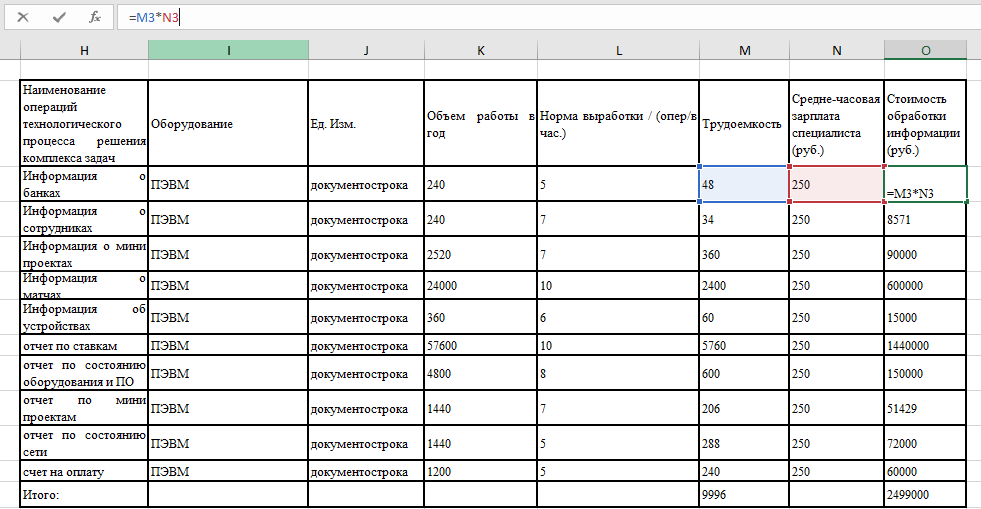 =M3*N3
H I J K L M N O
Наименование операций технологического процесса решения комплекса задач Оборудование Ед. Изм. Объем работы в год Норма выработки / (опер/в час.) Трудоемкость Средне-часовая зарплата специалиста (руб.) Стоимость обработки информации (руб.)
Информация о банках ПЭВМ документострока 240 5 48 250 =M3*N3
Информация о сотрудниках ПЭВМ документострока 240 7 34 250 8571
Информация о мини проектах ПЭВМ документострока 2520 7 360 250 90000
Информация о матчах ПЭВМ документострока 24000 10 2400 250 600000
Информация об устройствах ПЭВМ документострока 360 6 60 250 15000
отчет по ставкам ПЭВМ документострока 57600 10 5760 250 1440000
отчет по состоянию оборудования и ПО ПЭВМ документострока 4800 8 600 250 150000
отчет по мини проектам ПЭВМ документострока 1440 7 206 250 51429
отчет по состоянию сети ПЭВМ документострока 1440 5 288 250 72000
счет на оплату ПЭВМ документострока 1200 5 240 250 60000
Итого: 9996 2499000